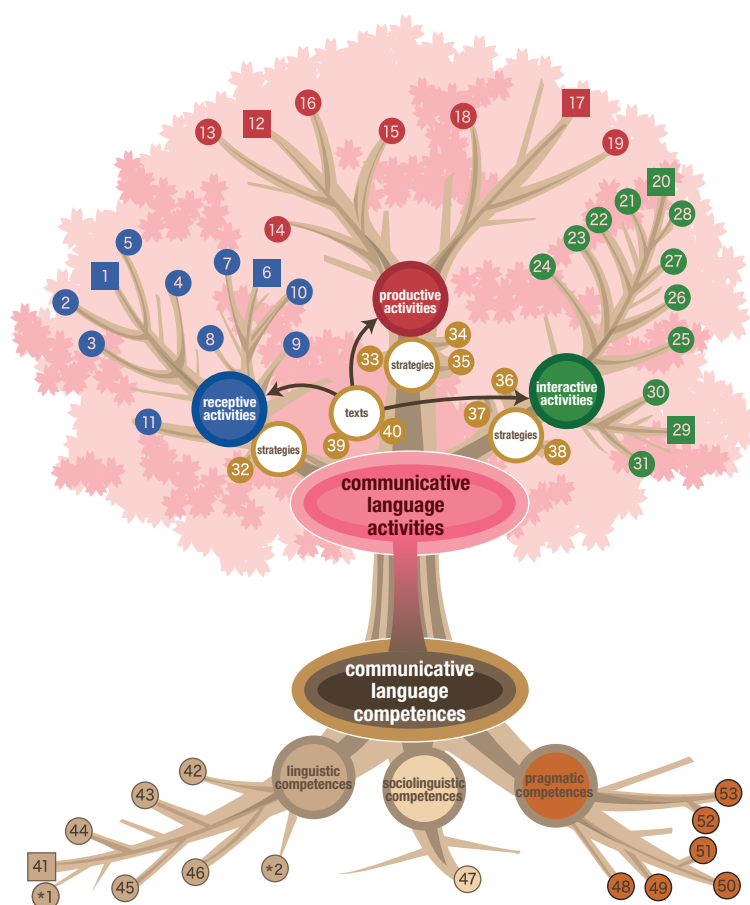 16
17
12
18
13
15
19
20
21
28
22
14
23
5
7
6
24
27
1
4
10
26
2
productive
activities
34
25
3
8
9
33
strategies
35
36
30
receptive
activities
interactive
activities
texts
37
11
40
29
39
strategies
strategies
38
32
31
communicative
language
activities
communicative
language
competences
linguistic
competences
sociolinguistic
competences
pragmatic
competences
42
43
53
52
44
51
41
46
*2
47
45
48
49
50
*1